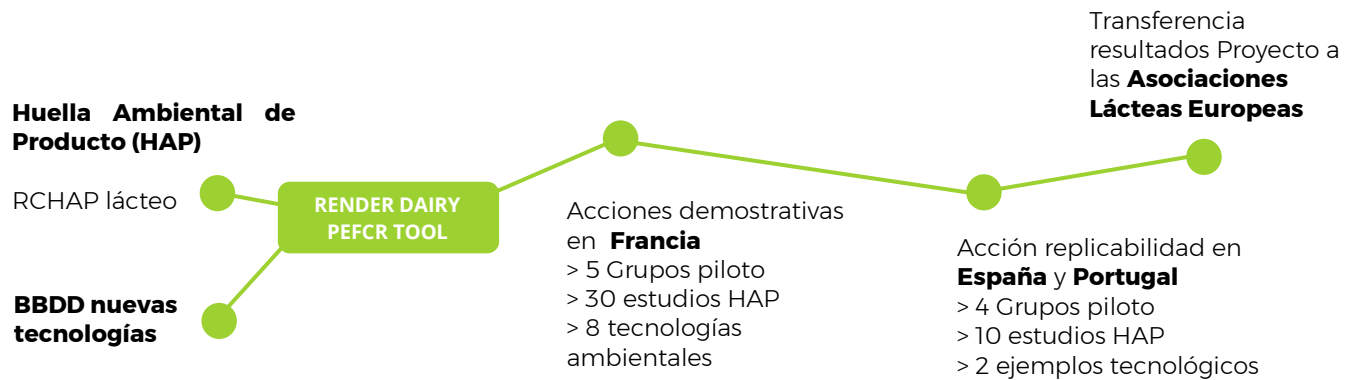 Huella Ambiental de
Producto (HAP)
RCHAP lácteo
BBDD nuevas
tecnologías
RENDER DAIRY
PEFCR TOOL
Acciones demostrativas
en Francia
> 5 Grupos piloto
> 30 estudios HAP
> 8 tecnologías
ambientales
Acción replicabilidad en
España y Portugal
> 4 Grupos piloto
> 10 estudios HAP
> 2 ejemplos tecnológicos
Transferencia
resultados Proyecto a
las Asociaciones
Lácteas Europeas